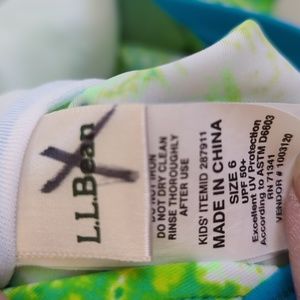 L.L.Bean
DO NOT IRON
DO NOT DRY CLEAN
RINSE THOROUGHLY
AFTER USE
KIDS' ITEMID 287911
MADE IN CHINA
SIZE 6
UPF 50+
Excellent UV Protection
According to ASTM D6603
RN 71341
VENDOR # 1003120